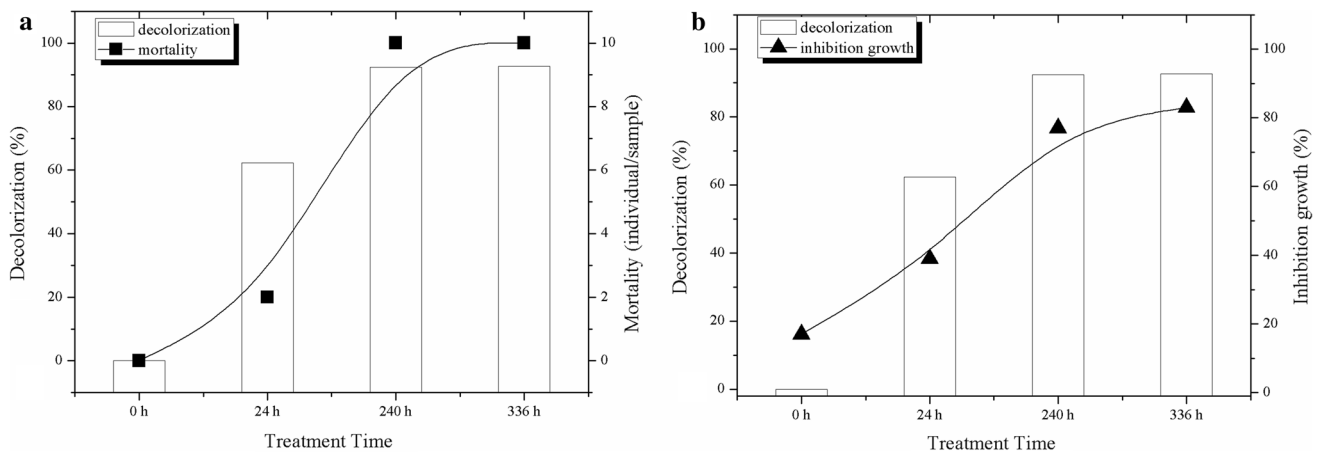 a
decolorization
mortality
Decolorization (%)
100
80
60
40
20
0
10
8
6
4
2
0
Mortality (individual/sample)
0 h
24 h
240 h
336 h
Treatment Time
b
decolorization
inhibition growth
Decolorization (%)
100
80
60
40
20
0
100
80
60
40
20
0
Inhibition growth (%)
0 h
24 h
240 h
336 h
Treatment Time